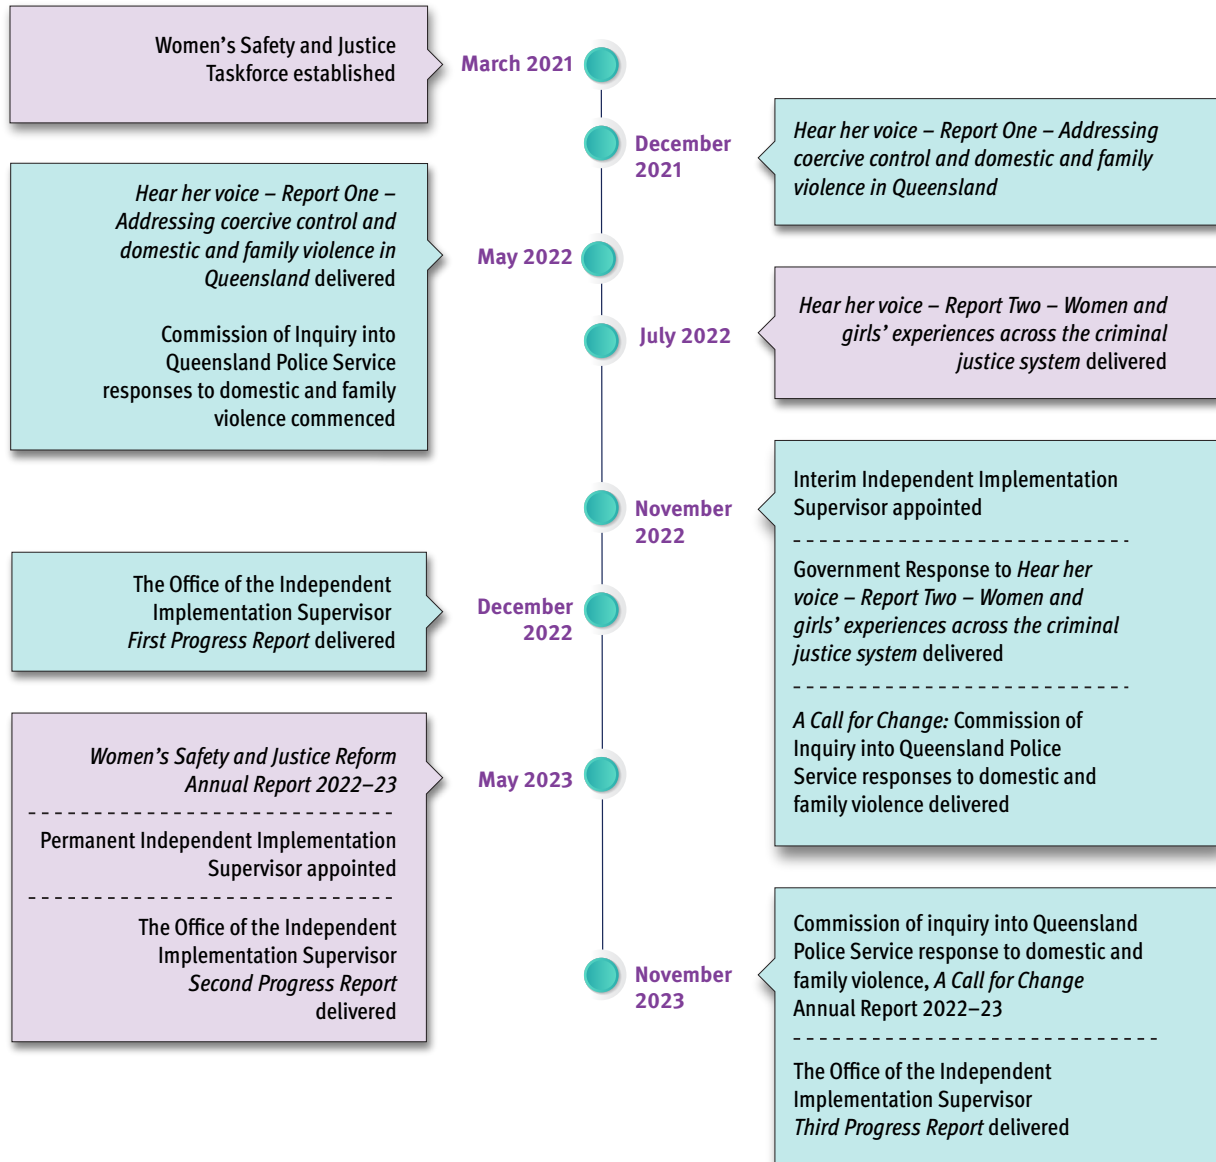 March 2021
Women’s Safety and Justice
Taskforce established
December
2021
Hear her voice – Report One – Addressing
coercive control and domestic and family
violence in Queensland
May 2022
Hear her voice – Report One –
Addressing coercive control and
domestic and family violence in
Queensland delivered
Commission of Inquiry into
Queensland Police Service
responses to domestic and family
violence commenced
July 2022
Hear her voice – Report Two – Women and
girls’ experiences across the criminal
justice system delivered
November
2022
Interim Independent Implementation
Supervisor appointed
Government Response to Hear her
voice – Report Two – Women and
girls’ experiences across the criminal
justice system delivered
A Call for Change: Commission of
Inquiry into Queensland Police
Service responses to domestic and
family violence delivered
December
2022
The Office of the Independent
Implementation Supervisor
First Progress Report delivered
May 2023
Women’s Safety and Justice Reform
Annual Report 2022–23
Permanent Independent Implementation
Supervisor appointed
The Office of the Independent
Implementation Supervisor
Second Progress Report
delivered
November
2023
Commission of inquiry into Queensland
Police Service response to domestic and
family violence, A Call for Change
Annual Report 2022–23
The Office of the Independent
Implementation Supervisor
Third Progress Report delivered